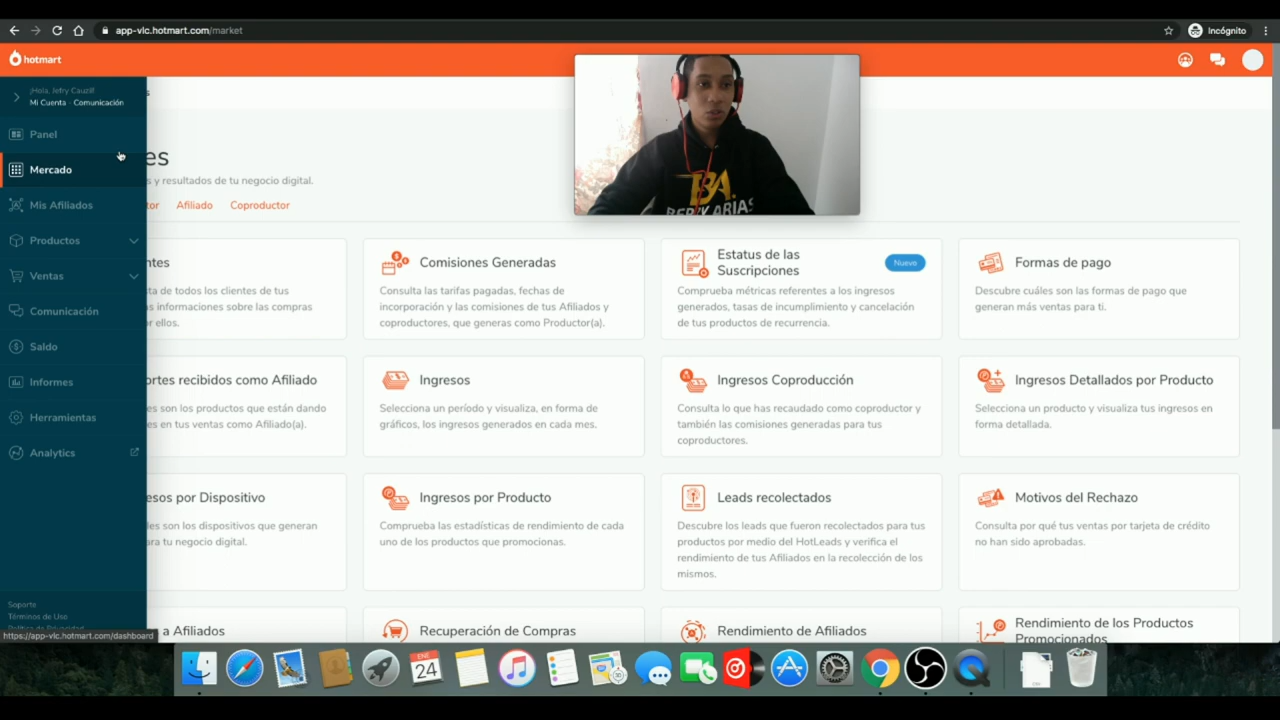 app-vlc.hotmart.com/market
Incógnito
hotmart
¡Hola, Jefry Cauzil!
Mi Cuenta · Comunicación
Panel
Mercado
Mis Afiliados
Productos
Ventas
Comunicación
Saldo
Informes
Herramientas
Analytics
Soporte
Términos de Uso
Política de Privacidad
https://app-vlc.hotmart.com/dashboard
s
es
s y resultados de tu negocio digital.
tor Afiliado Coproductor
ntes
sta de todos los clientes de tus
s informaciones sobre las compras
or ellos.
Comisiones Generadas
Consulta las tarifas pagadas, fechas de
incorporación y las comisiones de tus Afiliados y
coproductores, que generas como Productor(a).
Estatus de las
Suscripciones
Nuevo
Comprueba métricas referentes a los ingresos
generados, tasas de incumplimiento y cancelación
de tus productos de recurrencia.
Formas de pago
Descubre cuáles son las formas de pago que
generan más ventas para ti.
ortes recibidos como Afiliado
es son los productos que están dando
es en tus ventas como Afiliado(a).
Ingresos
Selecciona un período y visualiza, en forma de
gráficos, los ingresos generados en cada mes.
Ingresos Coproducción
Consulta lo que has recaudado como coproductor y
también las comisiones generadas para tus
coproductores.
Ingresos Detallados por Producto
Selecciona un producto y visualiza tus ingresos en
forma detallada.
esos por Dispositivo
les son los dispositivos que generan
ara tu negocio digital.
Ingresos por Producto
Comprueba las estadísticas de rendimiento de cada
uno de los productos que promocionas.
Leads recolectados
Descubre los leads que fueron recolectados para tus
productos por medio del HotLeads y verifica el
rendimiento de tus Afiliados en la recolección de los
mismos.
Motivos del Rechazo
Consulta por qué tus ventas por tarjeta de crédito
no han sido aprobadas.
s a Afiliados
Recuperación de Compras
Rendimiento de Afiliados
Rendimiento de los Productos
Promocionados
BA.
ENE
24